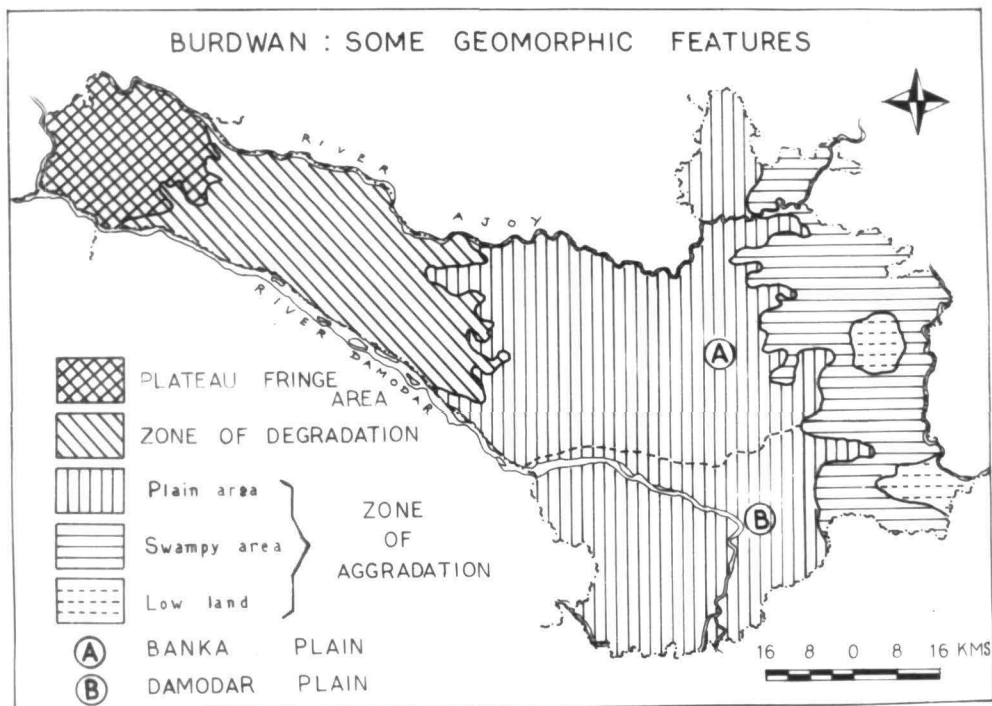 BURDWAN : SOME GEOMORPHIC FEATURES
RIVER
AJOY
RIVER DAMODAR
A
B
PLATEAU FRINGE
AREA
ZONE OF DEGRADATION
Plain area
Swampy area
Low land
ZONE
OF
AGGRADATION
A BANKA PLAIN
B DAMODAR PLAIN
16 8 0 8 16 KMS